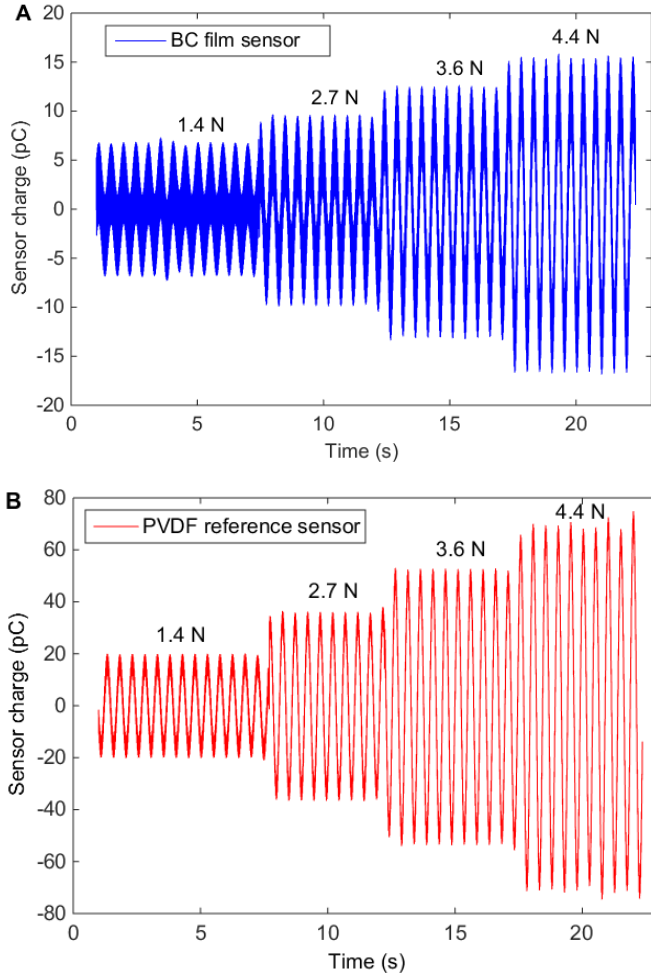 A
20
BC film sensor
4.4 N
15
3.6 N
2.7 N
10
1.4 N
5
0
-5
-10
-15
-20
Sensor charge (pC)
0 5 10 15 20
Time (s)
B
80
PVDF reference sensor
4.4 N
60
3.6 N
2.7 N
40
1.4 N
20
0
-20
-40
-60
-80
Sensor charge (pC)
0 5 10 15 20
Time (s)